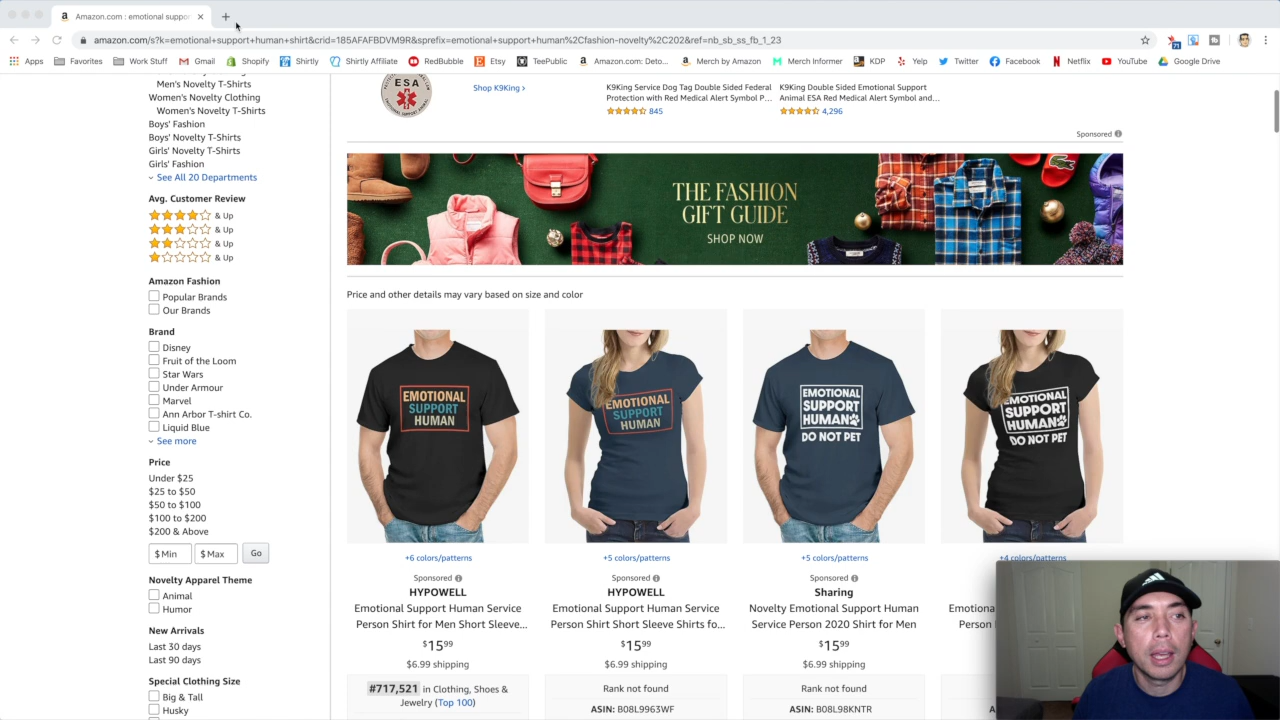 Amazon.com : emotional suppo
amazon.com/s?k=emotional+support+human+shirt&crid=185AFAFBDVM9R&sprefix=emotional+support+human%2Cfashion-novelty%2C202&ref=nb_sb_ss_fb_1_23
71
Apps Favorites Work Stuff Gmail Shopify Shirtly Shirtly Affiliate RedBubble Etsy TeePublic Amazon.com: Deto... Merch by Amazon Merch Informer KDP Yelp Twitter Facebook Netflix YouTube Google Drive
Men's Novelty T-Shirts
Women's Novelty Clothing
Women's Novelty T-Shirts
Boys' Fashion
Boys' Novelty T-Shirts
Girls' Novelty T-Shirts
Girls' Fashion
See All 20 Departments
Avg. Customer Review
& Up
& Up
& Up
& Up
Amazon Fashion
Popular Brands
Our Brands
Brand
Disney
Fruit of the Loom
Star Wars
Under Armour
Marvel
Ann Arbor T-shirt Co.
Liquid Blue
See more
Price
Under $25
$25 to $50
$50 to $100
$100 to $200
$200 & Above
$ Min $ Max Go
Novelty Apparel Theme
Animal
Humor
New Arrivals
Last 30 days
Last 90 days
Special Clothing Size
Big & Tall
Husky
ESA
Shop K9King ›
K9King Service Dog Tag Double Sided Federal
Protection with Red Medical Alert Symbol P...
845
K9King Double Sided Emotional Support
Animal ESA Red Medical Alert Symbol and...
4,296
Sponsored
THE FASHION
GIFT GUIDE
SHOP NOW
Price and other details may vary based on size and color
EMOTIONAL
SUPPORT
HUMAN
+6 colors/patterns
Sponsored
HYPOWELL
Emotional Support Human Service
Person Shirt for Men Short Sleeve...
$15.99
$6.99 shipping
#717,521 in Clothing, Shoes &
Jewelry (Top 100)
EMOTIONAL
SUPPORT
HUMAN
+5 colors/patterns
Sponsored
HYPOWELL
Emotional Support Human Service
Person Shirt Short Sleeve Shirts fo...
$15.99
$6.99 shipping
Rank not found
ASIN: B08L9963WF
EMOTIONAL
SUPPORT
HUMAN
DO NOT PET
+5 colors/patterns
Sponsored
Sharing
Novelty Emotional Support Human
Service Person 2020 Shirt for Men
$15.99
$6.99 shipping
Rank not found
ASIN: B08L98KNTR
EMOTIONAL
SUPPORT
HUMAN
DO NOT PET
+4 colors/patterns